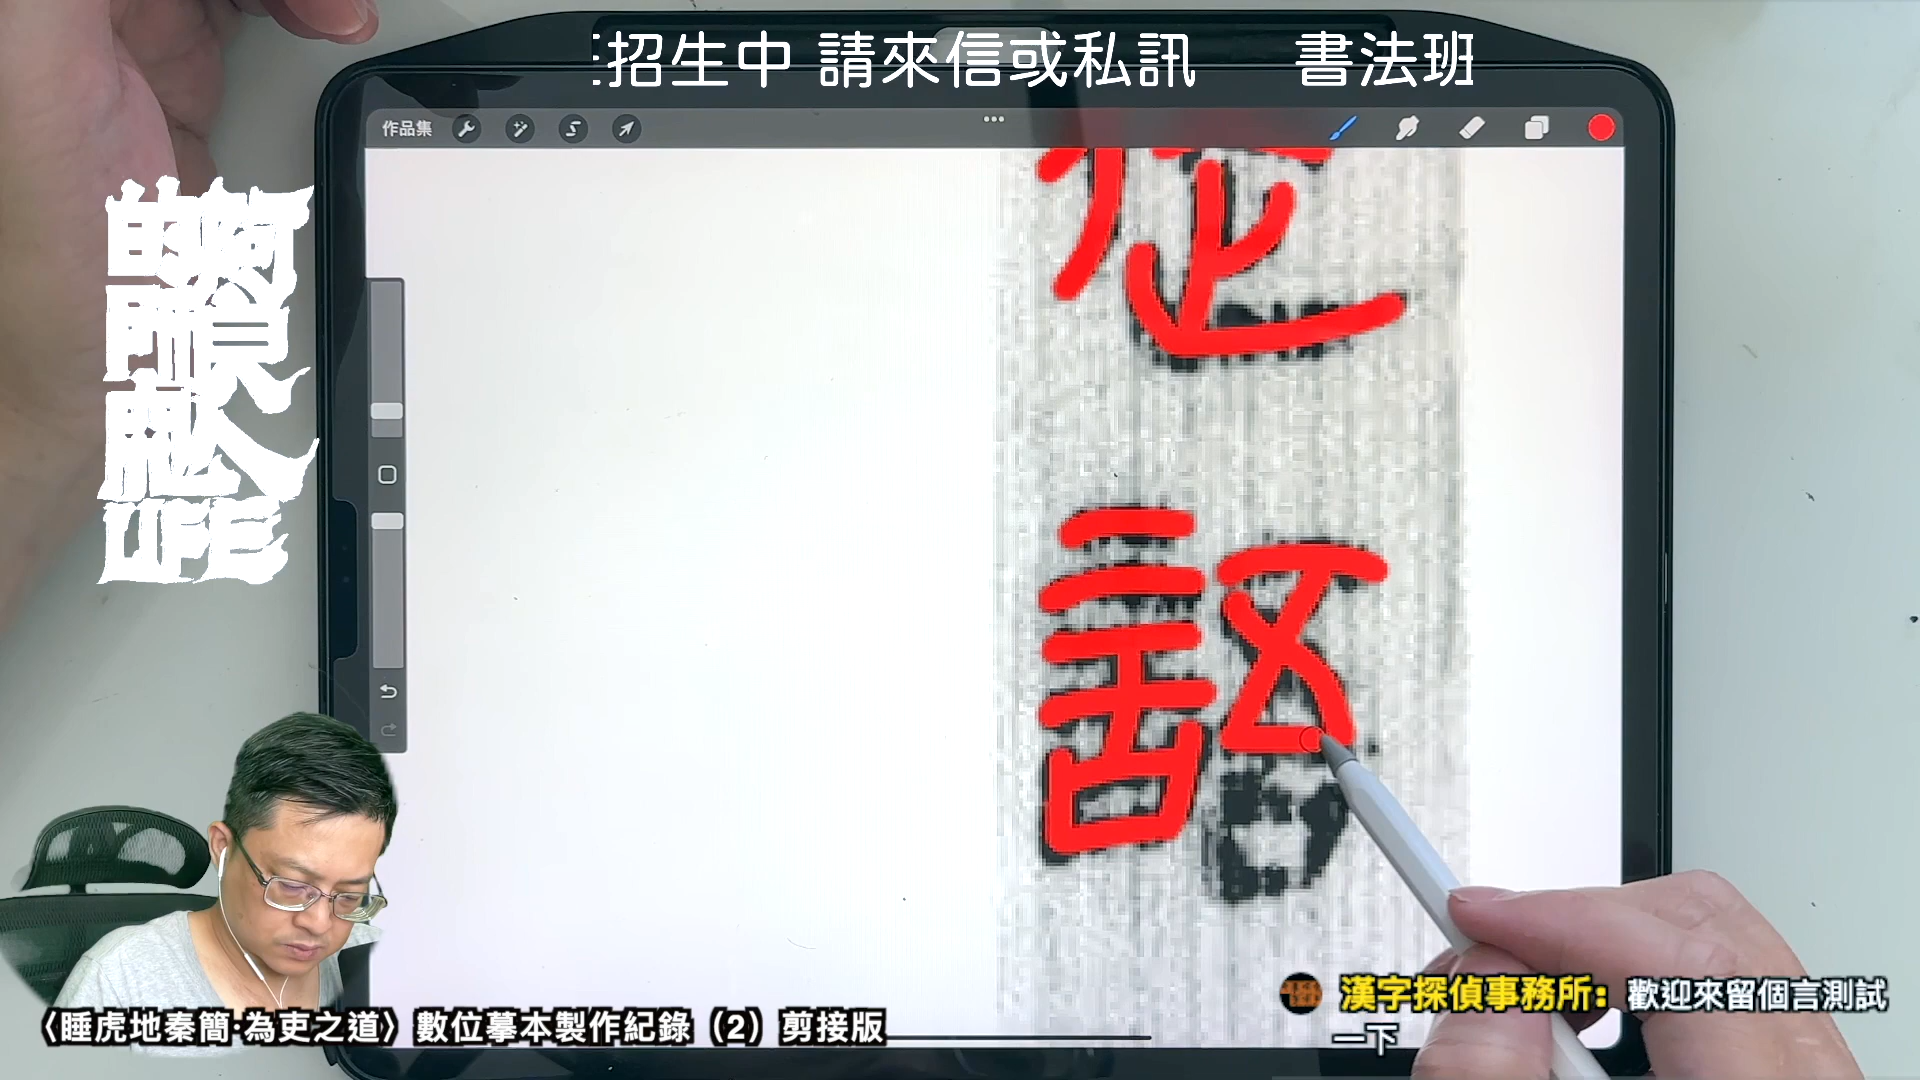 招生中 請來信或私訊 書法班
作品集
語
漢字探偵事務所：歡迎來留個言測試
一下
〈睡虎地秦簡·為吏之道〉數位摹本製作紀錄（2）剪接版